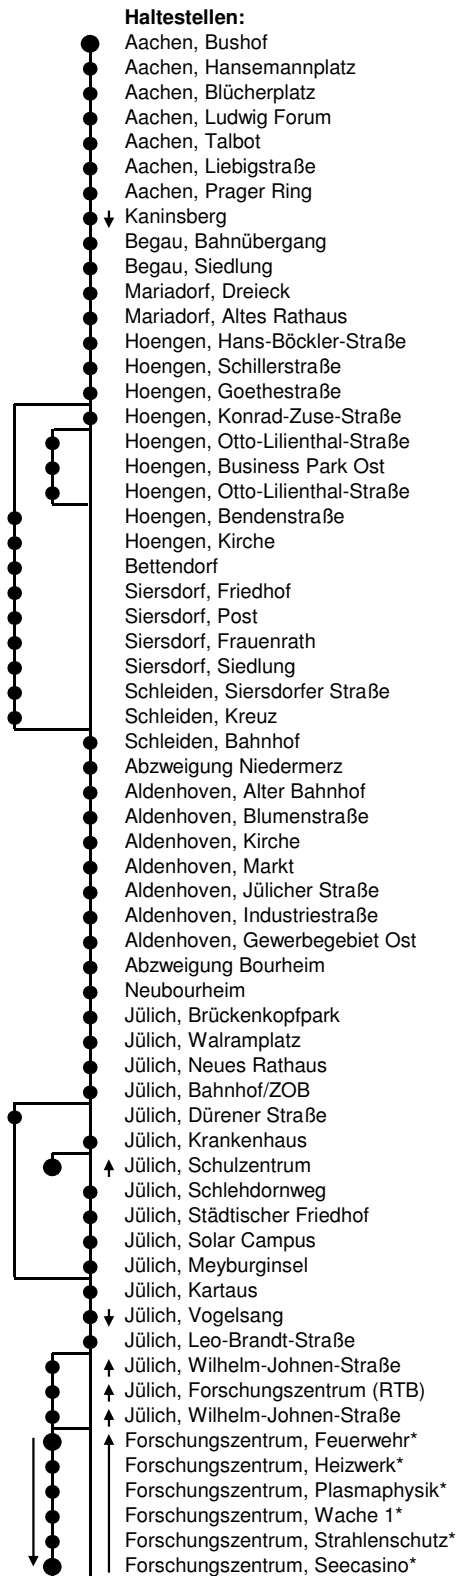 Haltestellen:
Aachen, Bushof
Aachen, Hansemannplatz
Aachen, Blücherplatz
Aachen, Ludwig Forum
Aachen, Talbot
Aachen, Liebigstraße
Aachen, Prager Ring
Kaninsberg
Begau, Bahnübergang
Begau, Siedlung
Mariadorf, Dreieck
Mariadorf, Altes Rathaus
Hoengen, Hans-Böckler-Straße
Hoengen, Schillerstraße
Hoengen, Goethestraße
Hoengen, Konrad-Zuse-Straße
Hoengen, Otto-Lilienthal-Straße
Hoengen, Business Park Ost
Hoengen, Otto-Lilienthal-Straße
Hoengen, Bendenstraße
Hoengen, Kirche
Bettendorf
Siersdorf, Friedhof
Siersdorf, Post
Siersdorf, Frauenrath
Siersdorf, Siedlung
Schleiden, Siersdorfer Straße
Schleiden, Kreuz
Schleiden, Bahnhof
Abzweigung Niedermerz
Aldenhoven, Alter Bahnhof
Aldenhoven, Blumenstraße
Aldenhoven, Kirche
Aldenhoven, Markt
Aldenhoven, Jülicher Straße
Aldenhoven, Industriestraße
Aldenhoven, Gewerbegebiet Ost
Abzweigung Bourheim
Neubourheim
Jülich, Brückenkopfpark
Jülich, Walramplatz
Jülich, Neues Rathaus
Jülich, Bahnhof/ZOB
Jülich, Dürener Straße
Jülich, Krankenhaus
Jülich, Schulzentrum
Jülich, Schlehdornweg
Jülich, Städtischer Friedhof
Jülich, Solar Campus
Jülich, Meyburginsel
Jülich, Kartaus
Jülich, Vogelsang
Jülich, Leo-Brandt-Straße
Jülich, Wilhelm-Johnen-Straße
Jülich, Forschungszentrum (RTB)
Jülich, Wilhelm-Johnen-Straße
Forschungszentrum, Feuerwehr*
Forschungszentrum, Heizwerk*
Forschungszentrum, Plasmaphysik*
Forschungszentrum, Wache 1*
Forschungszentrum, Strahlenschutz*
Forschungszentrum, Seecasino*